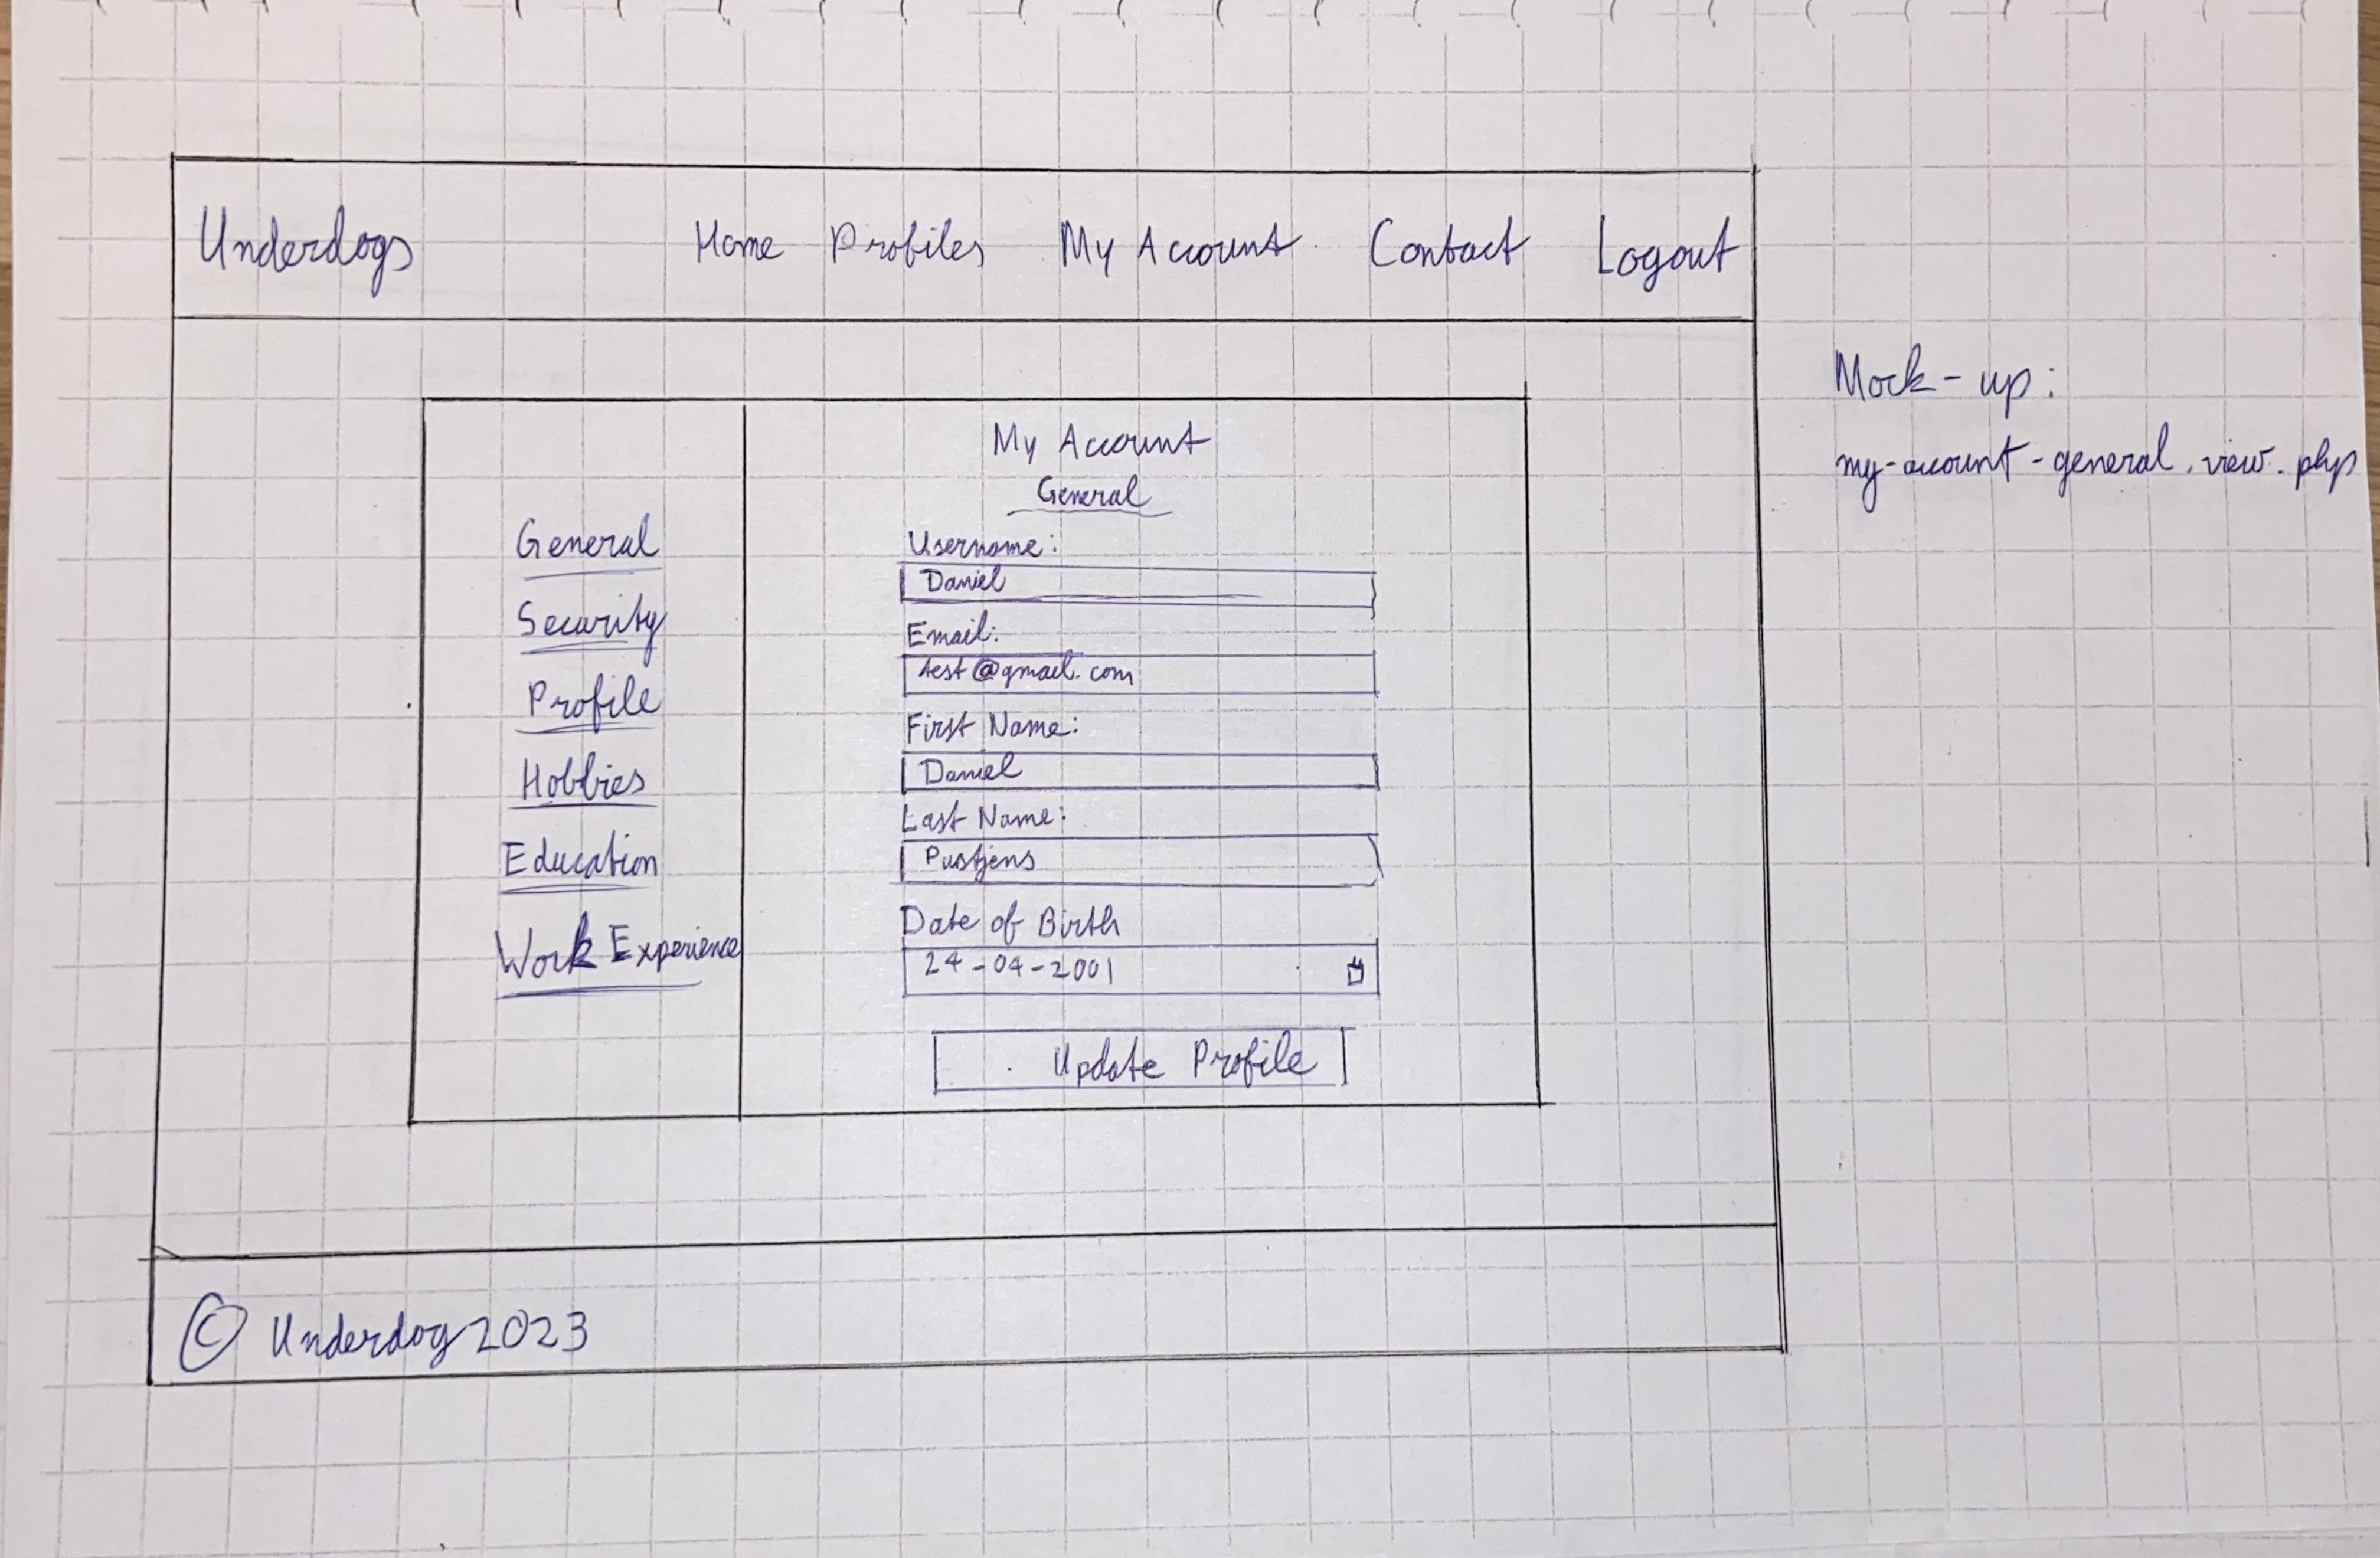 Underdogs Home Profiles My Account Contact Logout
Mock-up:
my-account-general.view.php
General
Security
Profile
Hobbies
Education
Work Experience
My Account
General
Username:
Daniel
Email:
test@gmail.com
First Name:
Daniel
Last Name:
Pustjens
Date of Birth
24-04-2001
Update Profile
© Underdog 2023